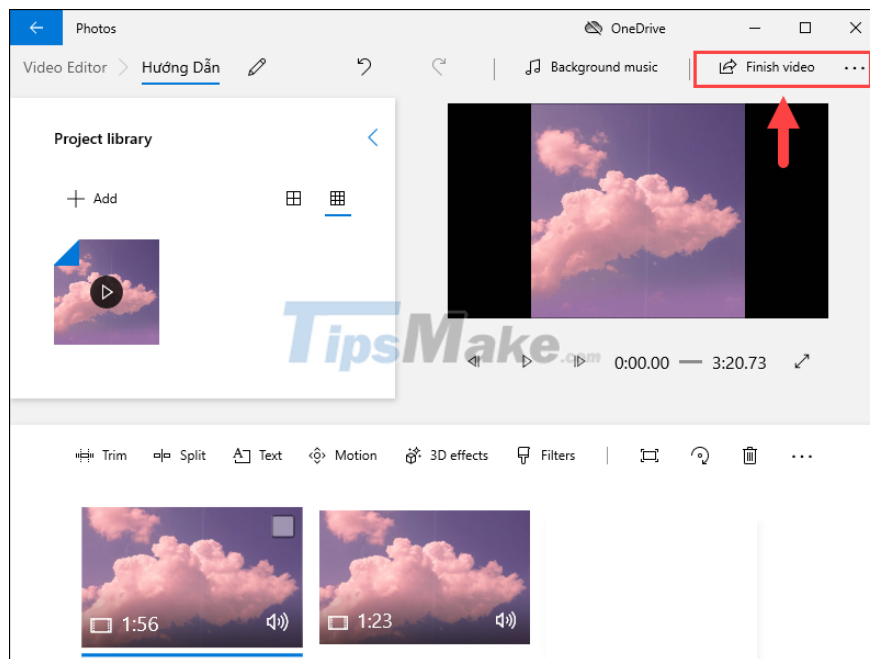 Photos
OneDrive
Video Editor
Hướng Dẫn
Background music
Finish video
Project library
Add
TipsMake.com
0:00.00
3:20.73
Trim
Split
Text
Motion
3D effects
Filters
1:56
1:23